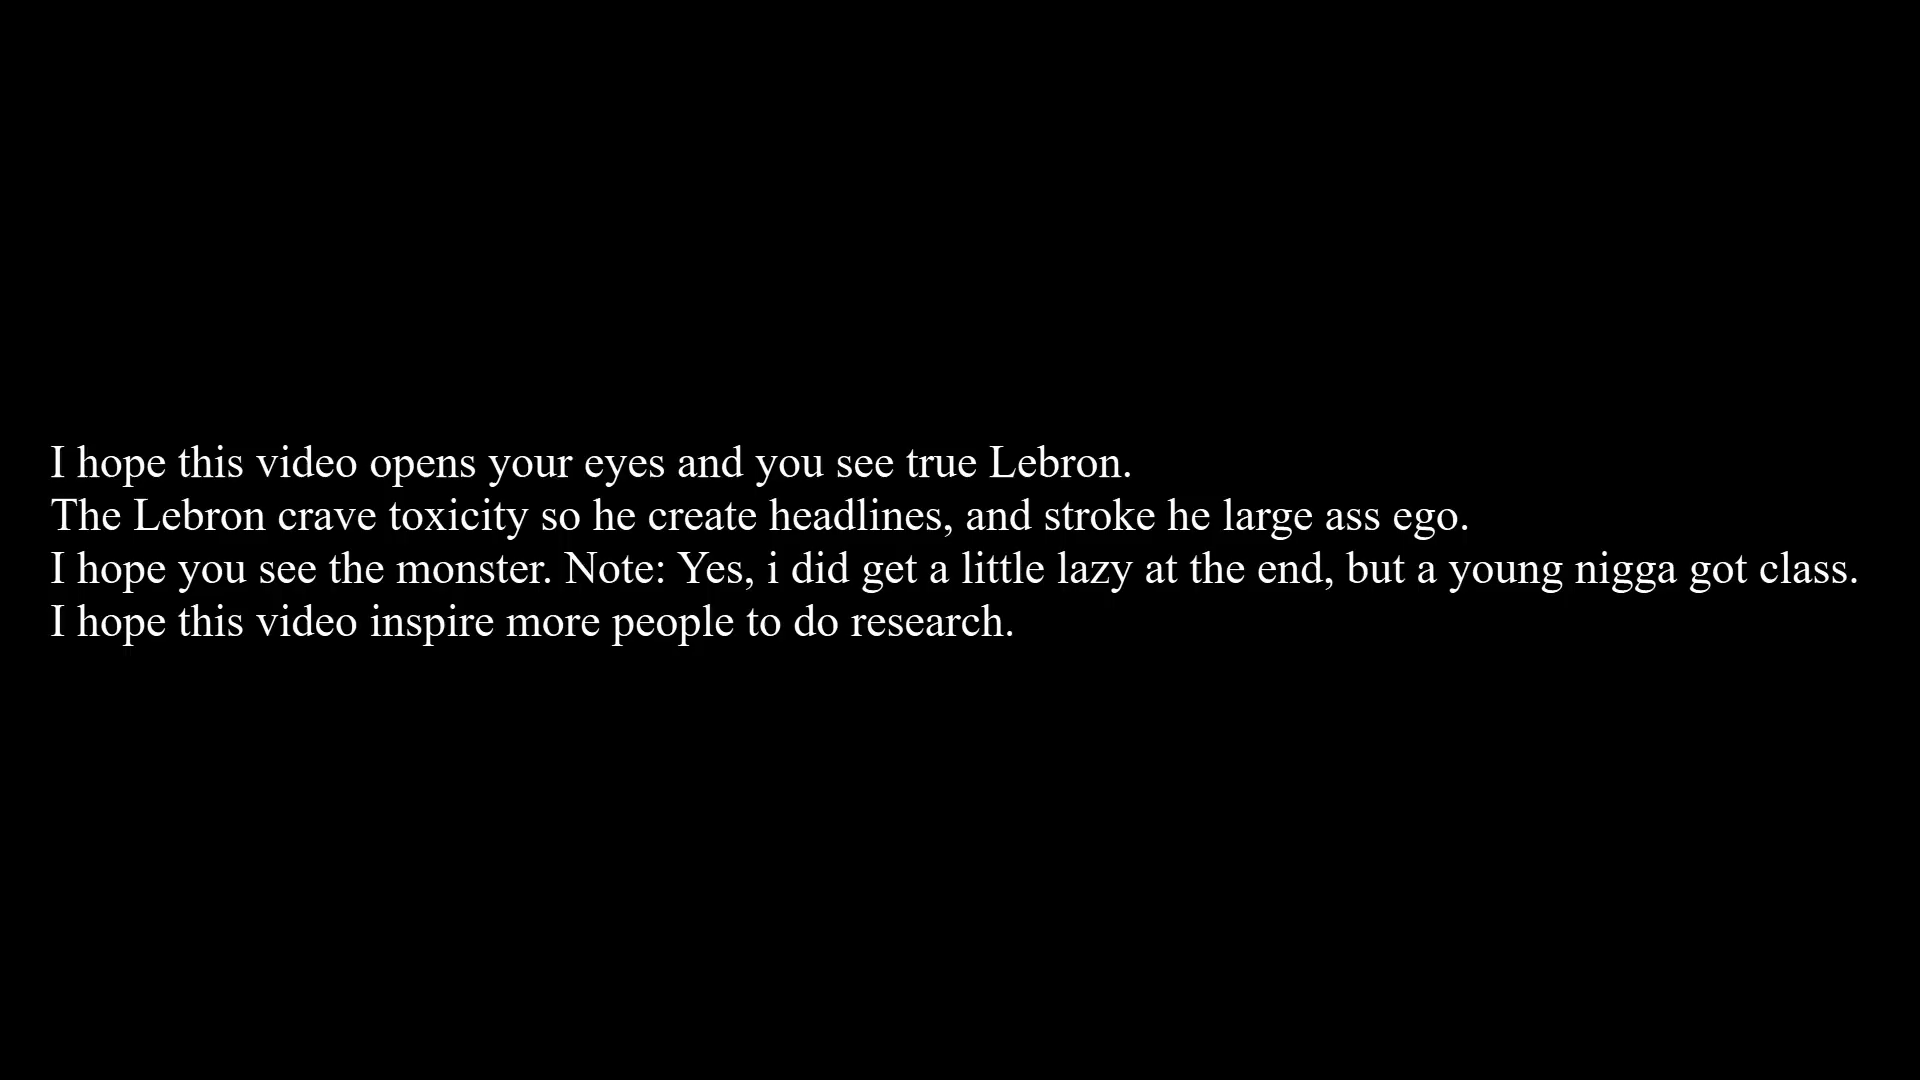 I hope this video opens your eyes and you see true Lebron.
The Lebron crave toxicity so he create headlines, and stroke he large ass ego.
I hope you see the monster. Note: Yes, i did get a little lazy at the end, but a young nigga got class.
I hope this video inspire more people to do research.